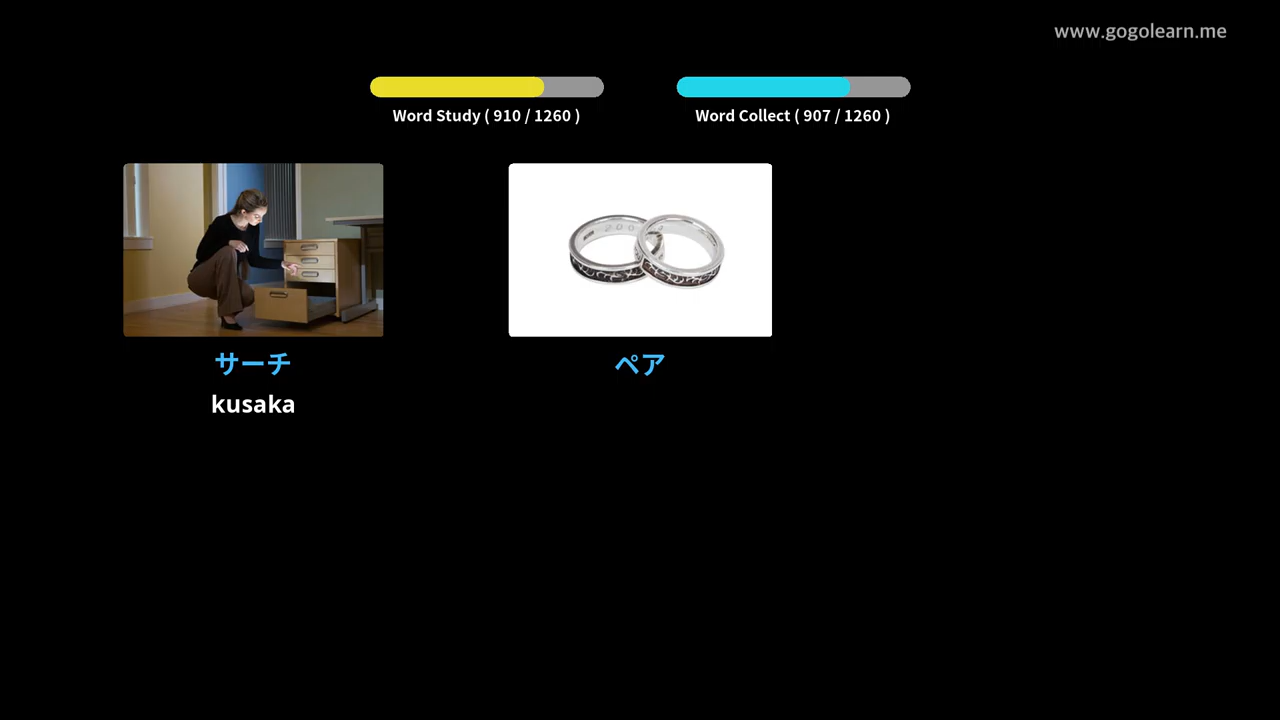 www.gogolearn.me
Word Study ( 910 / 1260 )
Word Collect ( 907 / 1260 )
サーチ
ペア
kusaka